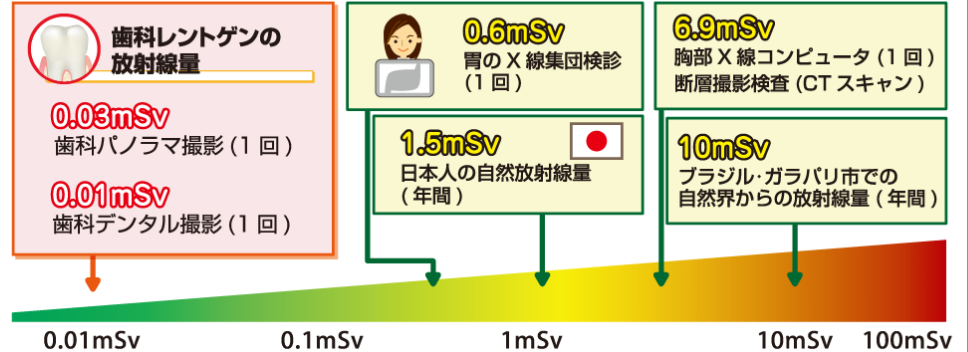 歯科レントゲンの
放射線量
0.03mSv
歯科パノラマ撮影(1回)
0.01mSv
歯科デンタル撮影(1回)
0.6mSv
胃のX線集団検診
(1回)
1.5mSv
日本人の自然放射線量
(年間)
6.9mSv
胸部X線コンピュータ(1回)
断層撮影検査(CTスキャン)
10mSv
ブラジル・ガラパリ市での
自然界からの放射線量(年間)
0.01mSv 0.1mSv 1mSv 10mSv 100mSv